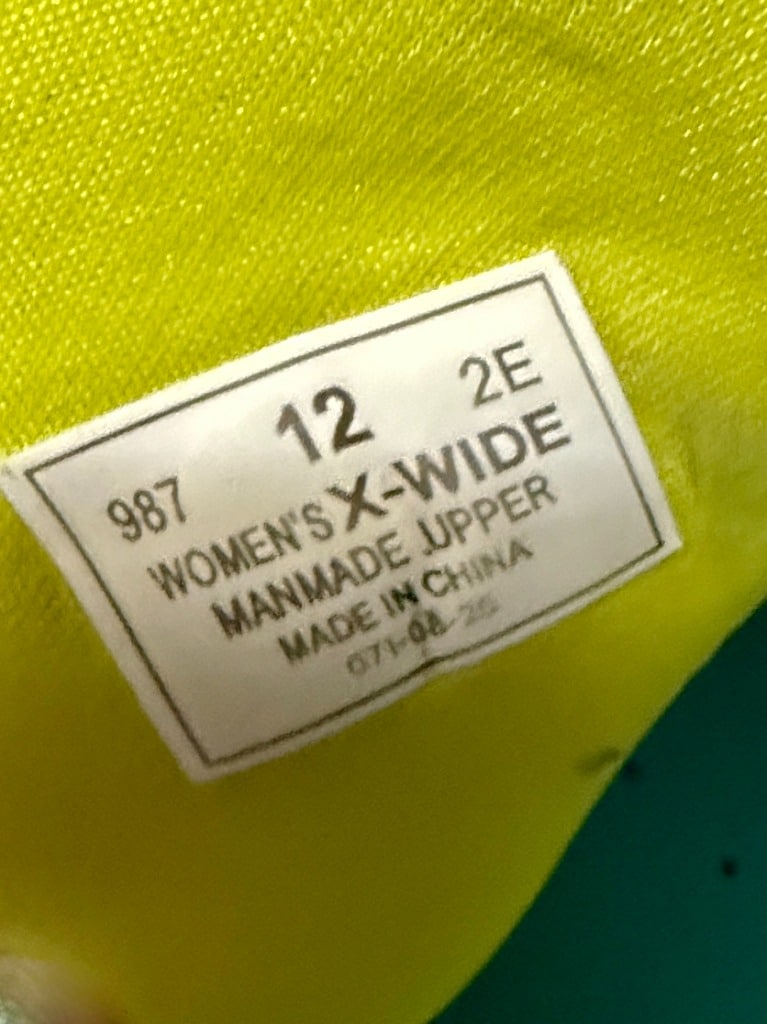 12 2E
987
WOMEN'S X-WIDE
MANMADE UPPER
MADE IN CHINA